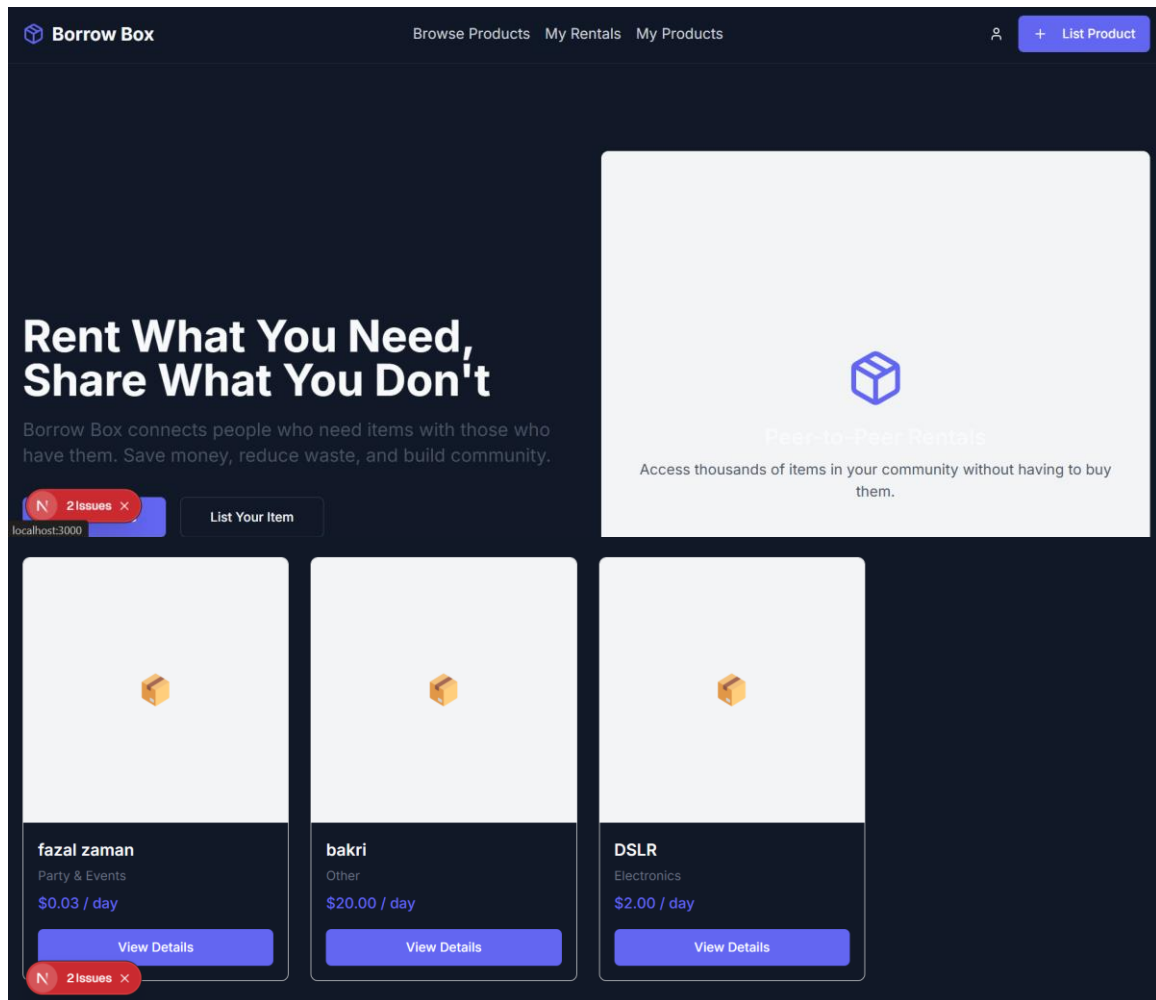 Borrow Box
Browse Products My Rentals My Products
+ List Product
Rent What You Need,
Share What You Don't
Borrow Box connects people who need items with those who
have them. Save money, reduce waste, and build community.
N 2 Issues ×
List Your Item
localhost:3000
Peer-to-Peer Rentals
Access thousands of items in your community without having to buy
them.
fazal zaman
Party & Events
$0.03 / day
View Details
bakri
Other
$20.00 / day
View Details
DSLR
Electronics
$2.00 / day
View Details
N 2 Issues ×